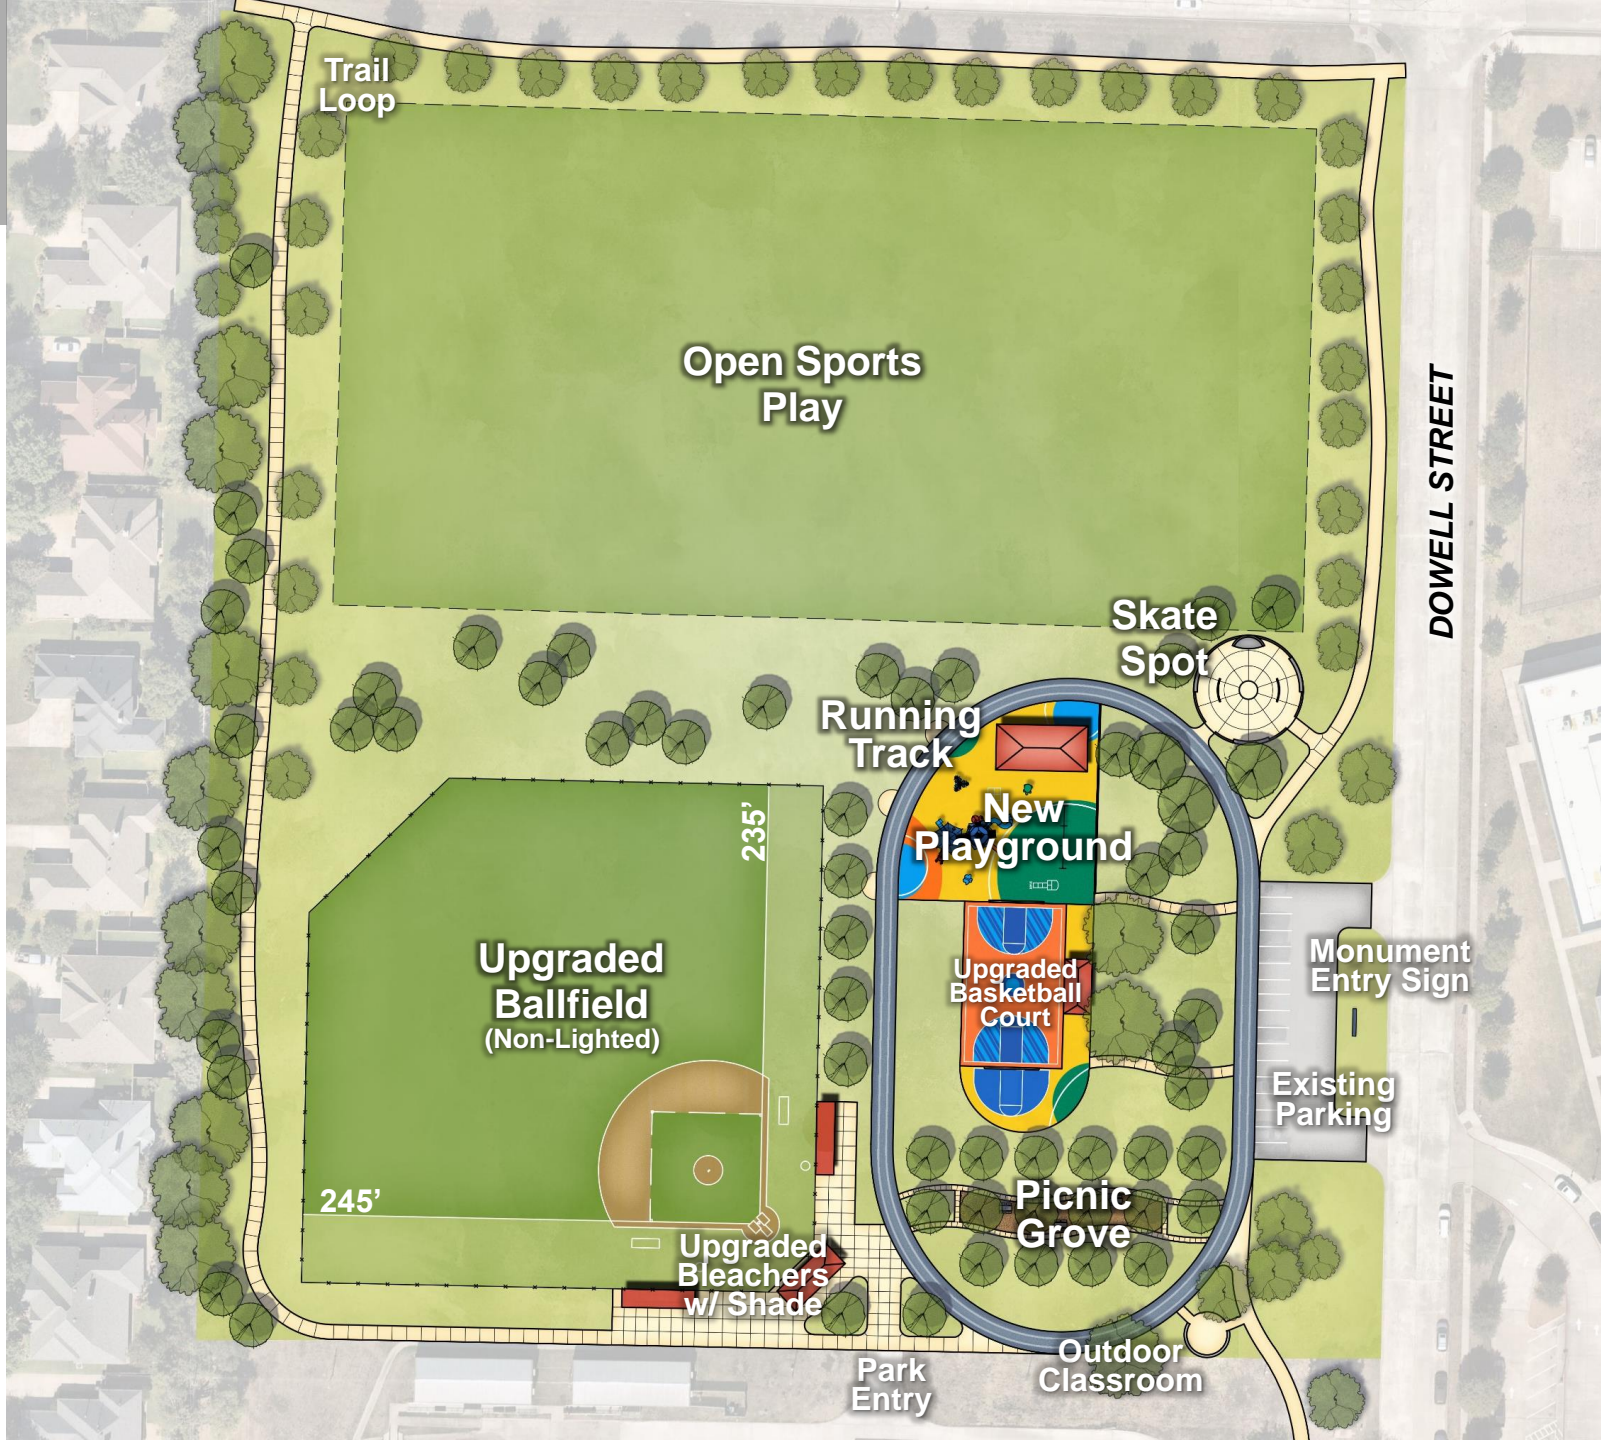 Trail
Loop
Open Sports
Play
DOWELL STREET
Skate
Spot
Running
Track
New
Playground
235’
Upgraded
Ballfield
(Non-Lighted)
Upgraded
Basketball
Court
Monument
Entry Sign
Existing
Parking
245’
Picnic
Grove
Upgraded
Bleachers
w/ Shade
Outdoor
Classroom
Park
Entry